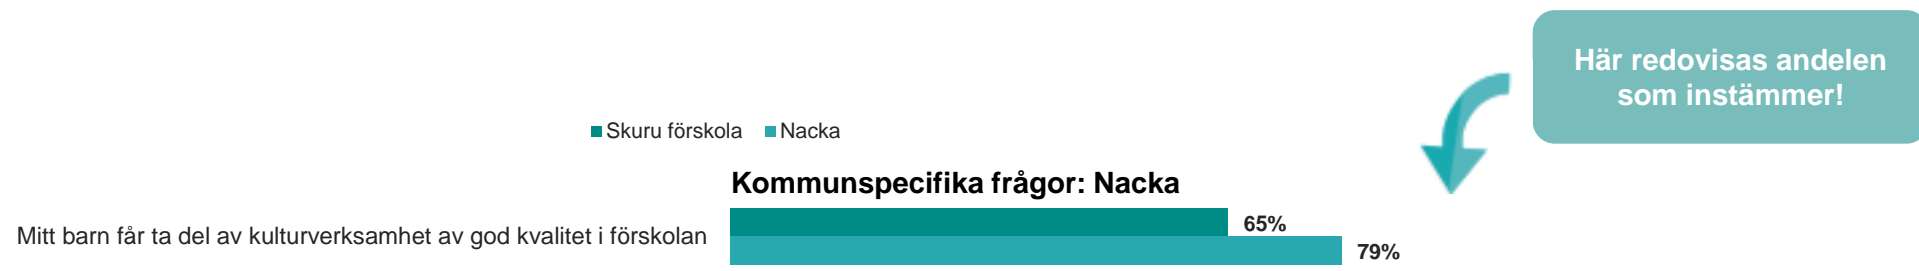 Här redovisas andelen
som instämmer!
Skuru förskola Nacka
Kommunspecifika frågor: Nacka
Mitt barn får ta del av kulturverksamhet av god kvalitet i förskolan
65%
79%